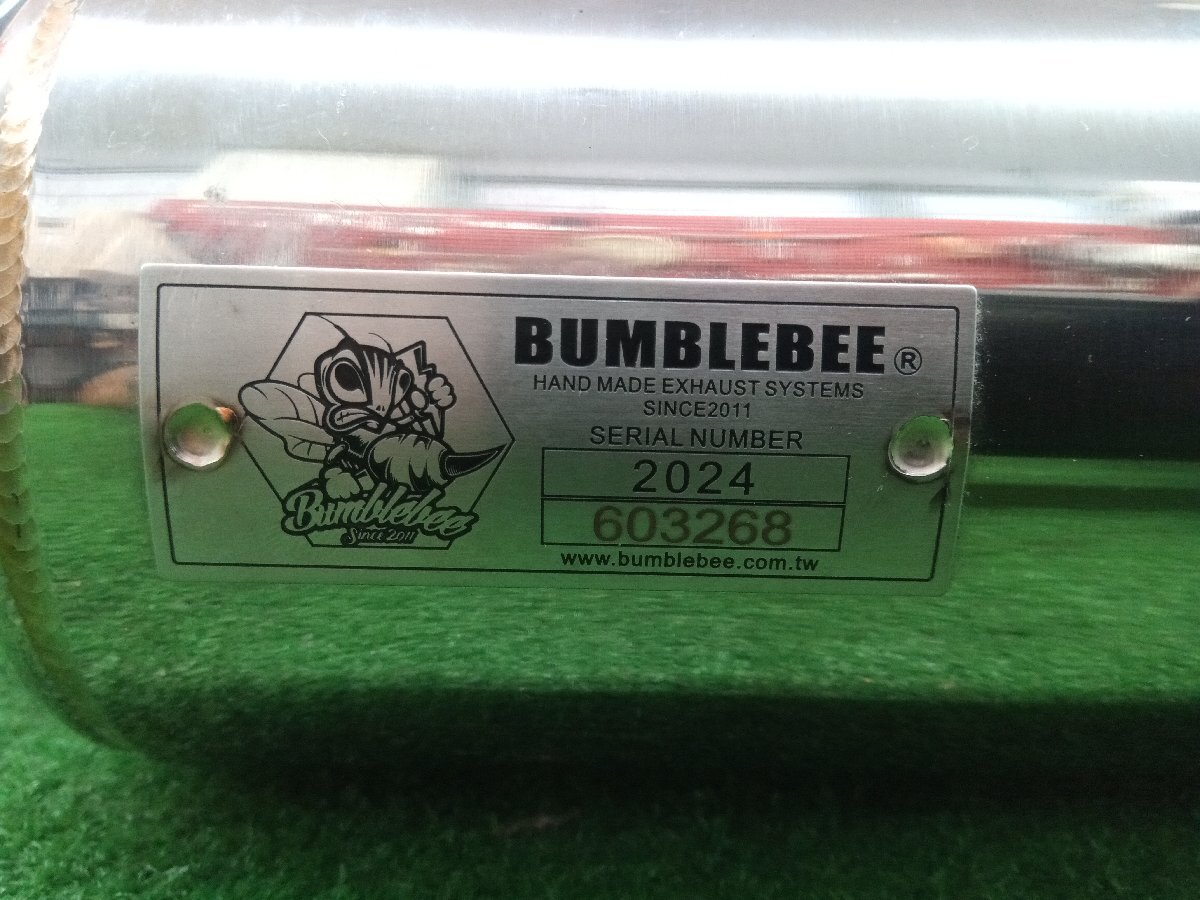 BUMBLEBEE®
HAND MADE EXHAUST SYSTEMS
SINCE2011
SERIAL NUMBER
2024
603268
www.bumblebee.com.tw
Bumblebee
Since 2011